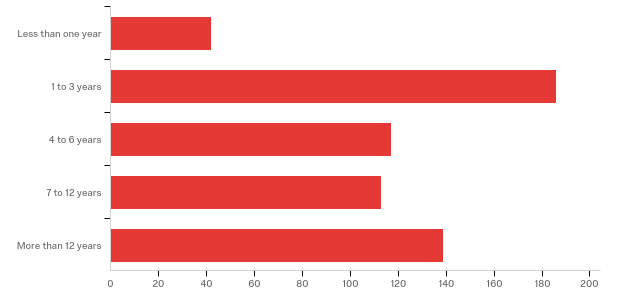 Less than one year
1 to 3 years
4 to 6 years
7 to 12 years
More than 12 years
0 20 40 60 80 100 120 140 160 180 200